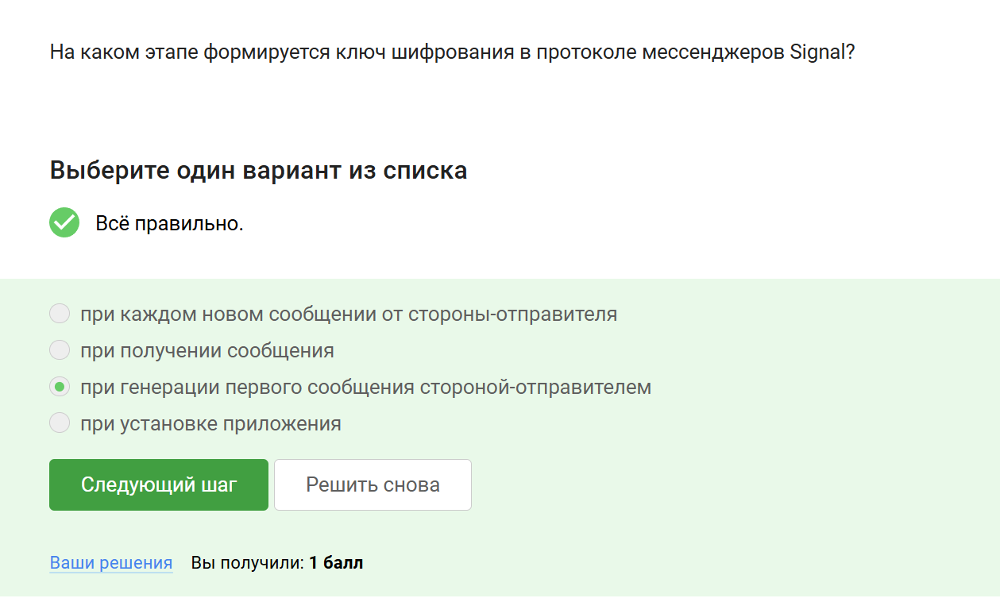 На каком этапе формируется ключ шифрования в протоколе мессенджеров Signal?
Выберите один вариант из списка
Всё правильно.
при каждом новом сообщении от стороны-отправителя
при получении сообщения
при генерации первого сообщения стороной-отправителем
при установке приложения
Следующий шаг
Решить снова
Ваши решения Вы получили: 1 балл